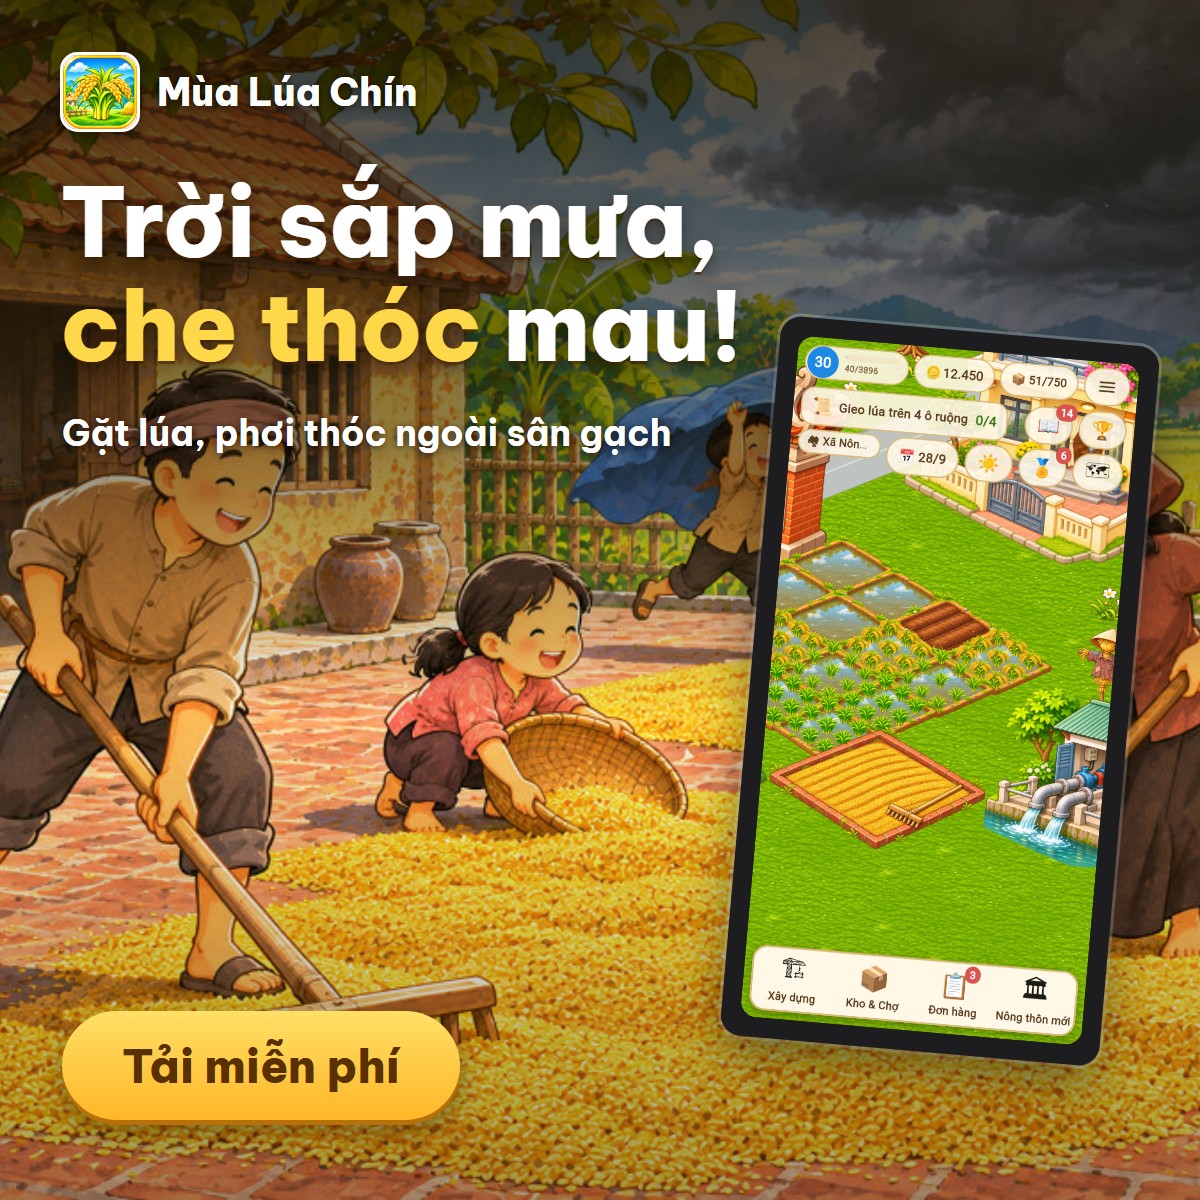 Mùa Lúa Chín
Trời sắp mưa,
che thóc mau!
Gặt lúa, phơi thóc ngoài sân gạch
30
40/3896
12.450
51/750
Gieo lúa trên 4 ô ruộng 0/4
14
Xã Nôn...
28/9
6
Xây dựng
Kho & Chợ
3
Đơn hàng
Nông thôn mới
Tải miễn phí